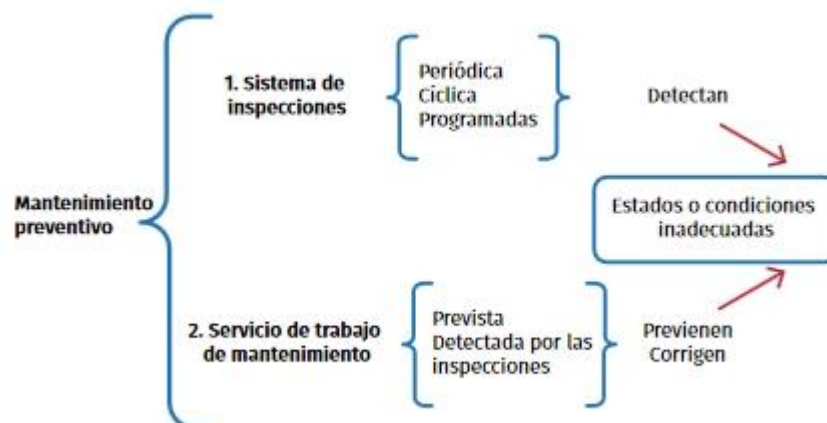 Mantenimiento
preventivo
1. Sistema de
inspecciones
Periódica
Cíclica
Programadas
Detectan
Estados o condiciones
inadecuadas
2. Servicio de trabajo
de mantenimiento
Prevista
Detectada por las
inspecciones
Previenen
Corrigen